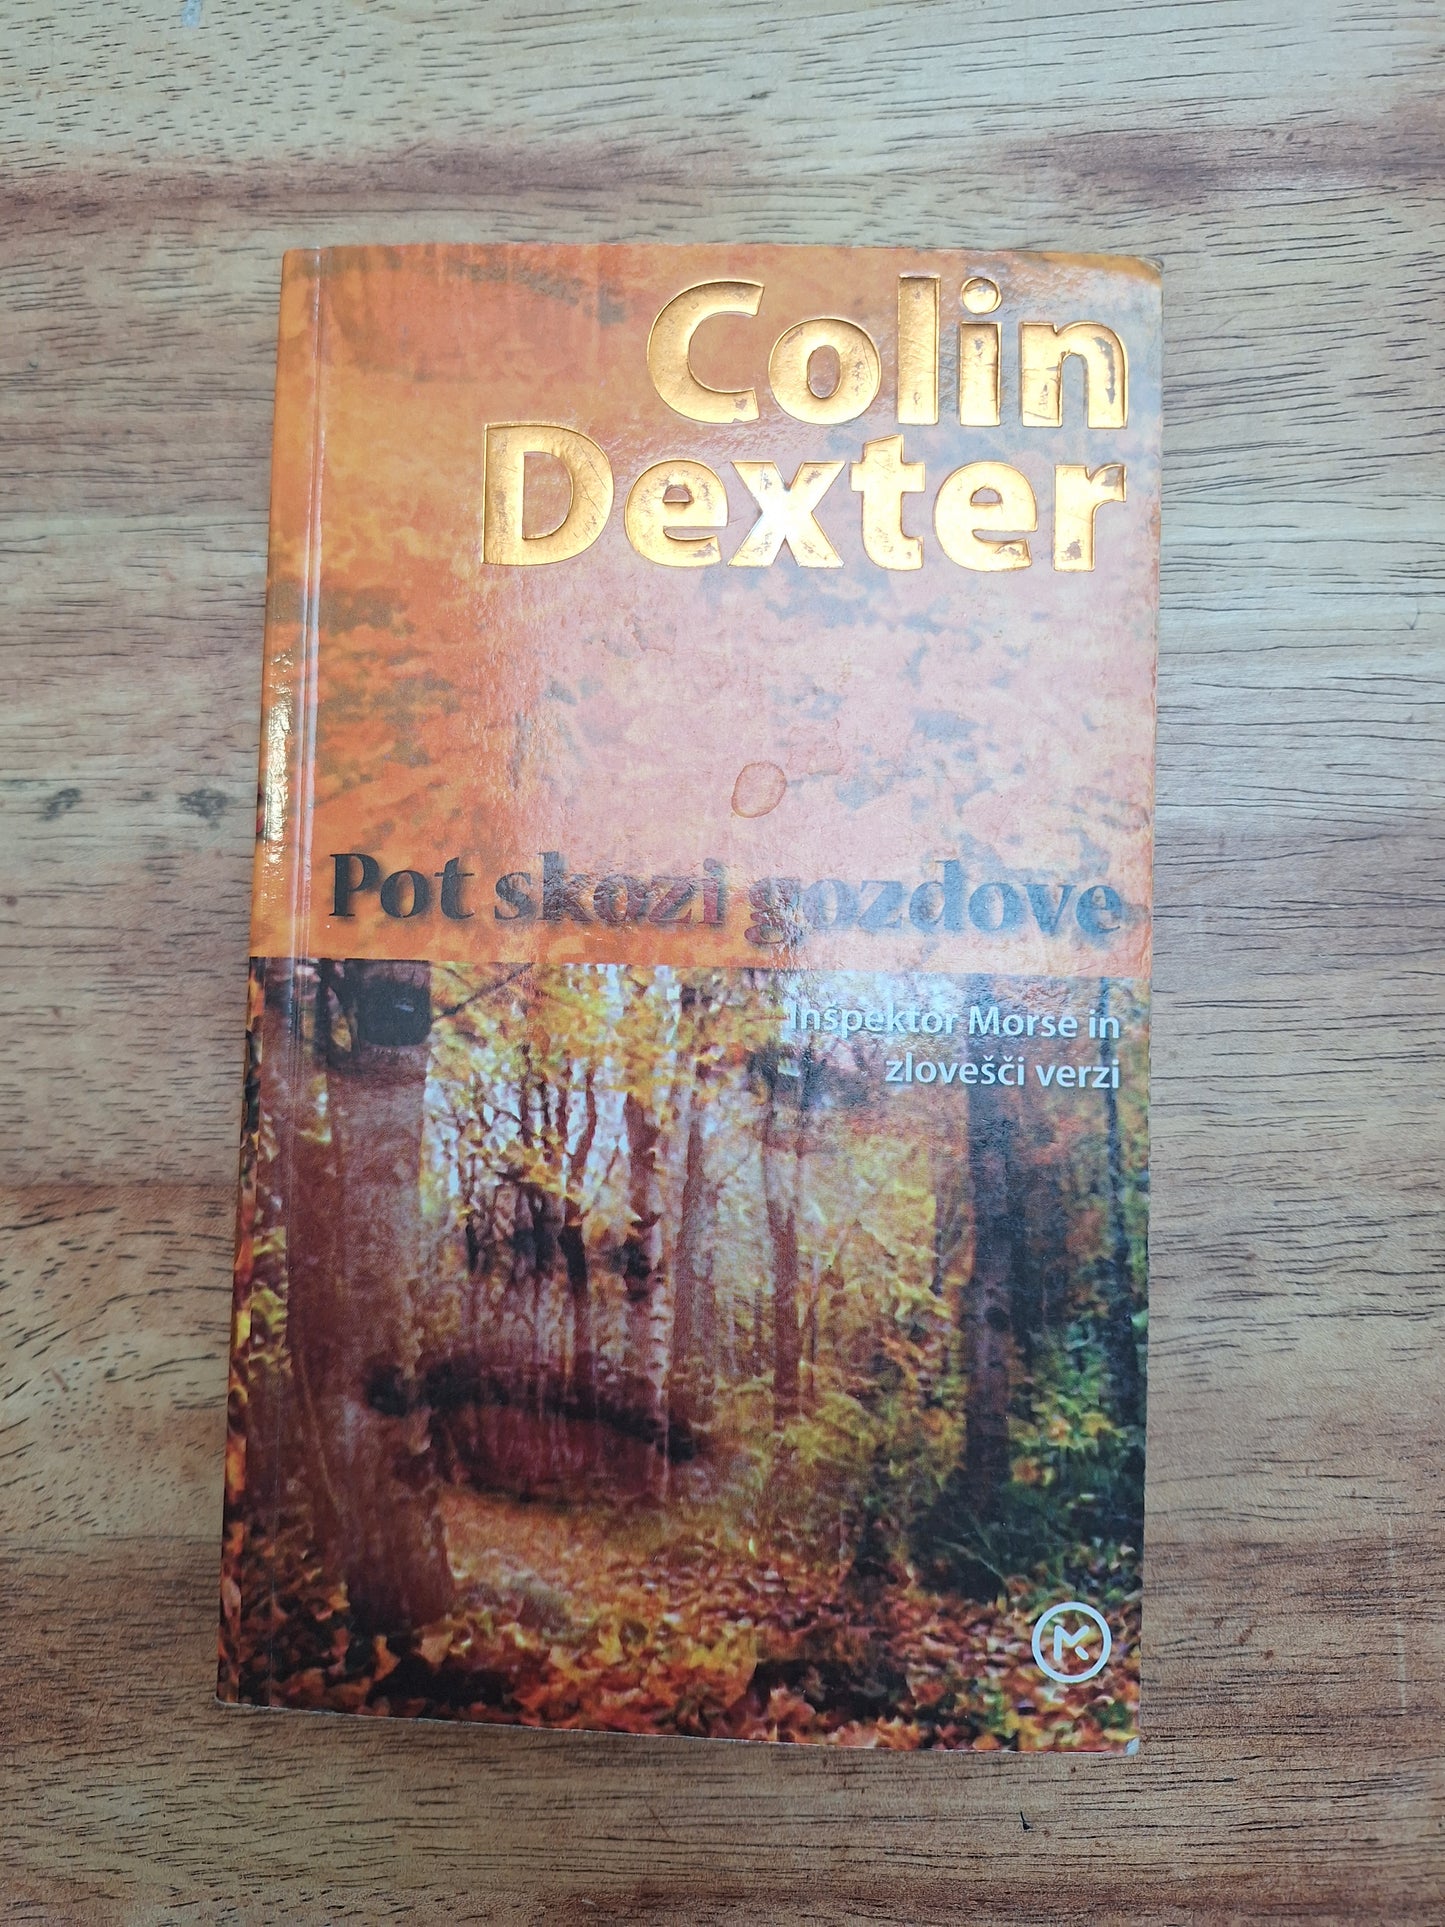 Colin
Dexter
Pot skozi gozdove
Inšpektor Morse in
zlovešči verzi